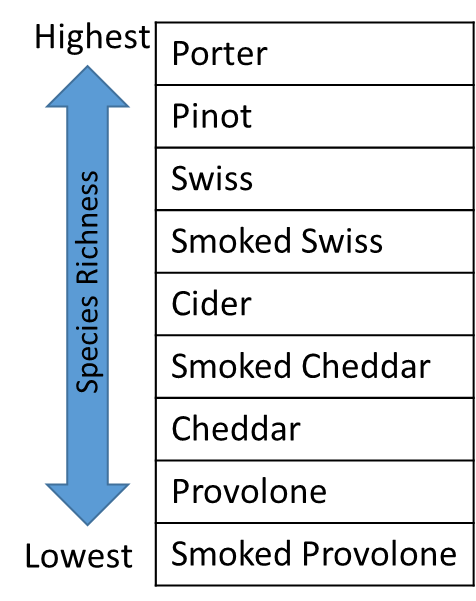 Highest
Porter
Pinot
Swiss
Smoked Swiss
Species Richness
Cider
Smoked Cheddar
Cheddar
Provolone
Lowest
Smoked Provolone